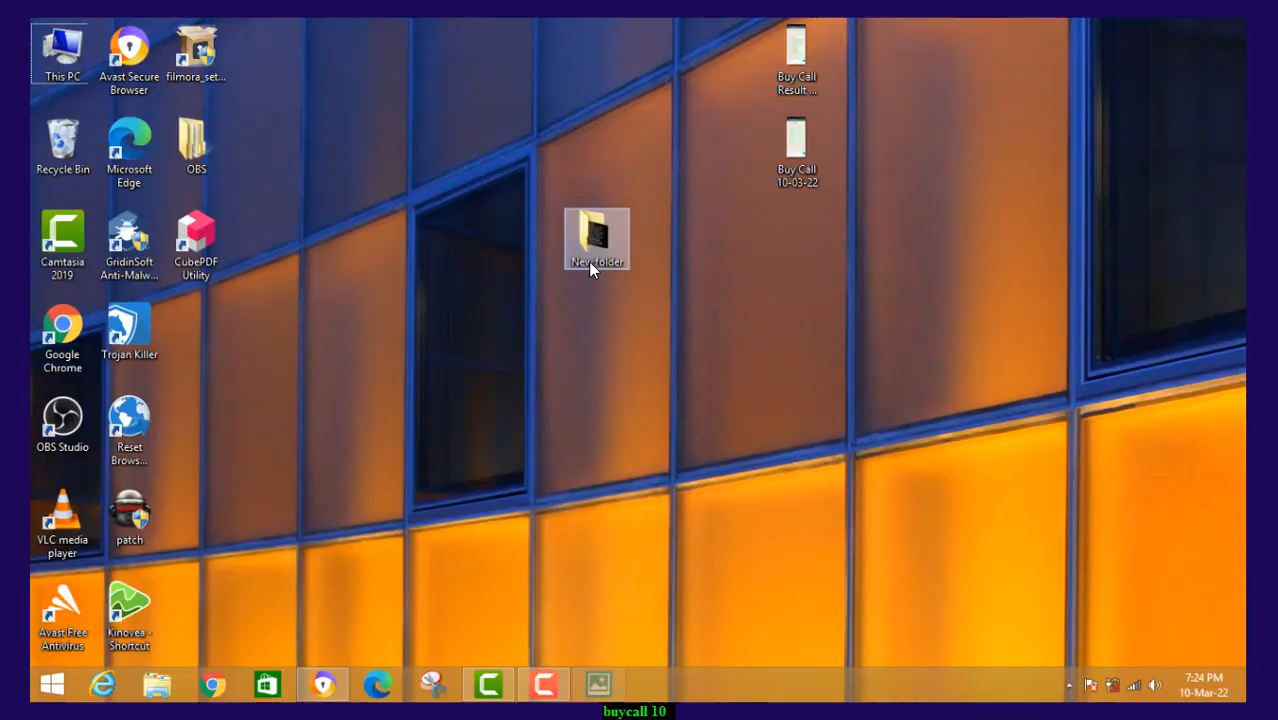 This PC
Avast Secure
Browser
filmora_set...
Recycle Bin
Microsoft
Edge
OBS
Camtasia
2019
GridinSoft
Anti-Malw...
CubePDF
Utility
Google
Chrome
Trojan Killer
OBS Studio
Reset
Brows...
VLC media
player
patch
Avast Free
Antivirus
Kinovea -
Shortcut
New folder
Buy Call
Result ...
Buy Call
10-03-22
7:24 PM
10-Mar-22
buycall 10